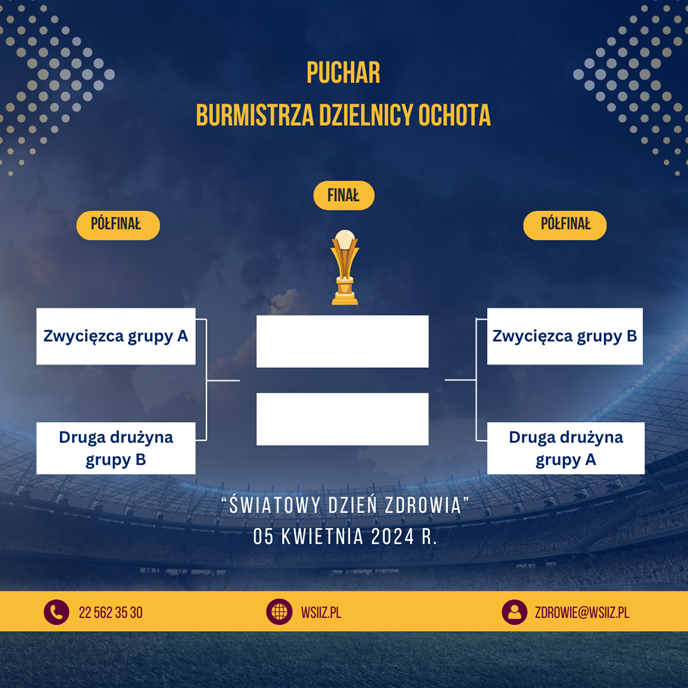 PUCHAR
BURMISTRZA DZIELNICY OCHOTA
FINAŁ
PÓŁFINAŁ
PÓŁFINAŁ
Zwycięzca grupy A
Zwycięzca grupy B
Druga drużyna
grupy B
Druga drużyna
grupy A
“ŚWIATOWY DZIEŃ ZDROWIA”
05 KWIETNIA 2024 R.
22 562 35 30
WSIIZ.PL
ZDROWIE@WSIIZ.PL